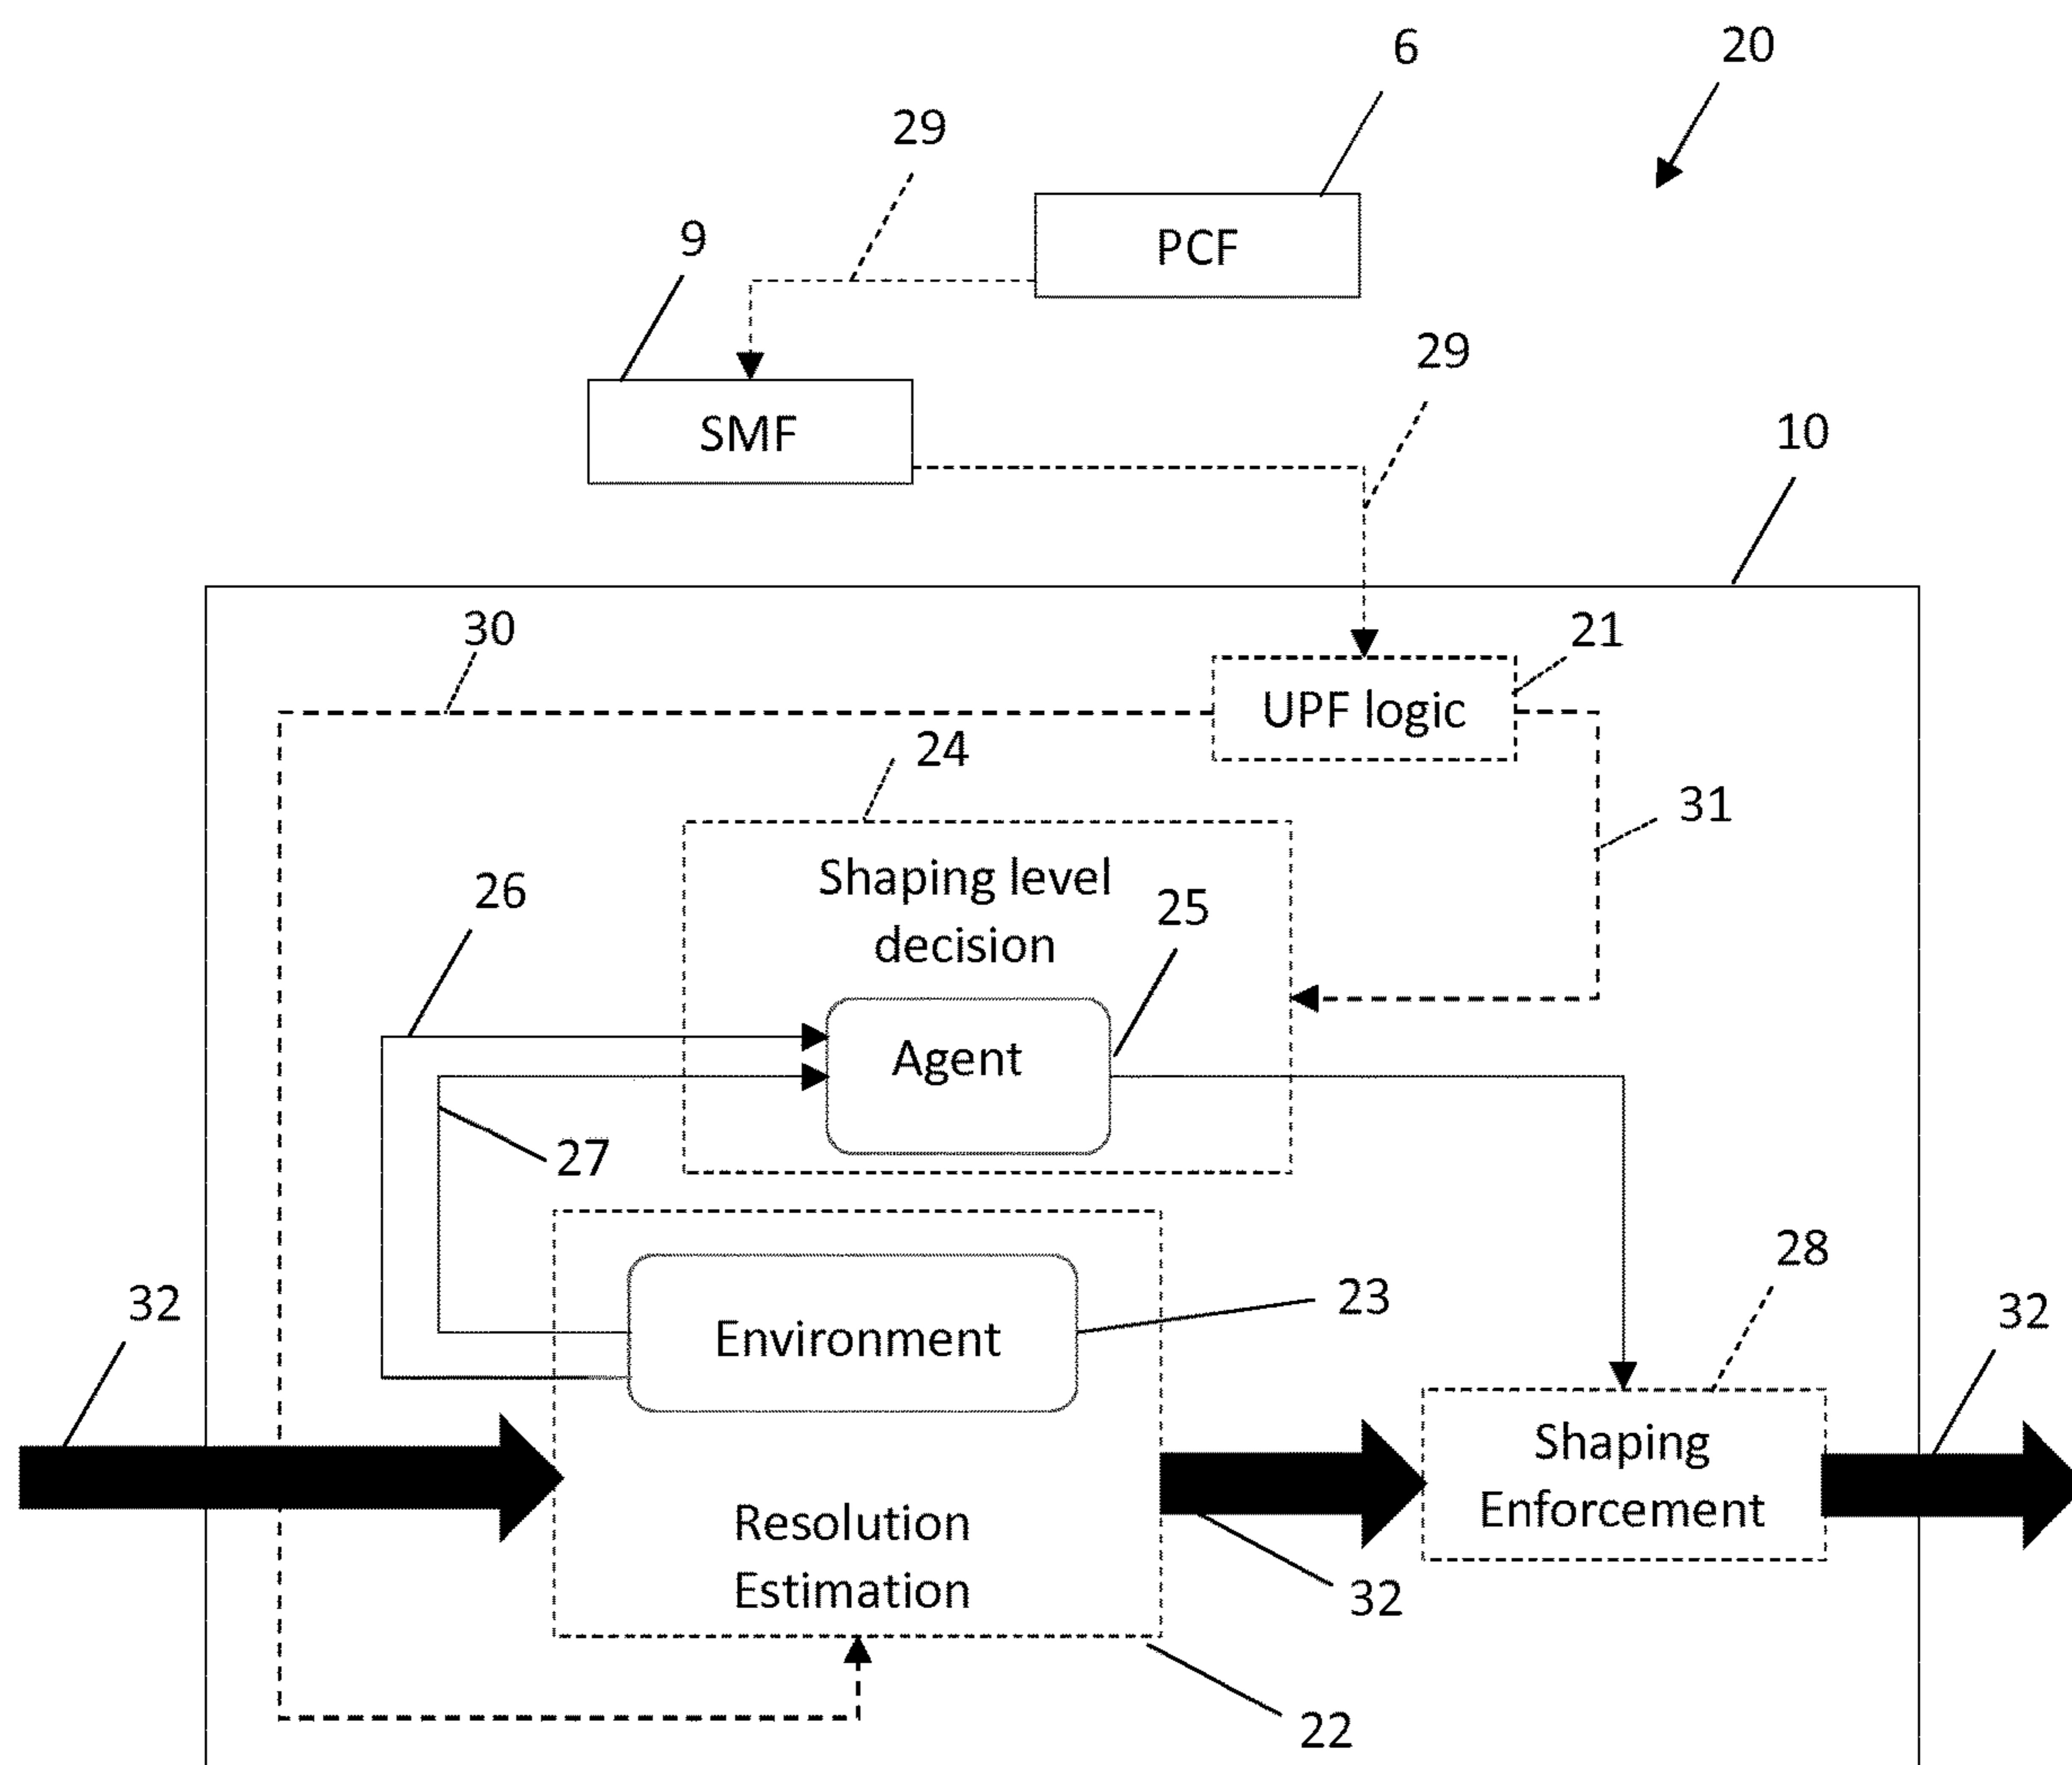 6
20
29
PCF
9
29
SMF
10
30
21
UPF logic
24
31
Shaping level
decision
26
25
Agent
27
28
32
23
32
Environment
Shaping
Enforcement
Resolution
Estimation
32
22